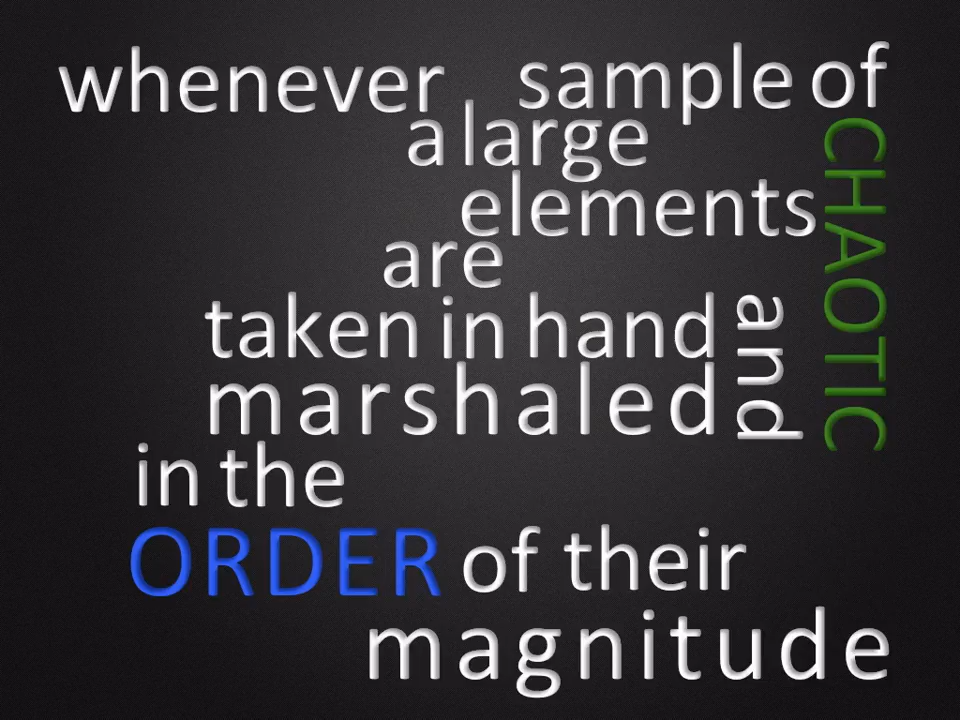 whenever
a large
sample of
CHAOTIC
elements
are
taken in hand
and
marshaled
in the
ORDER of their
magnitude